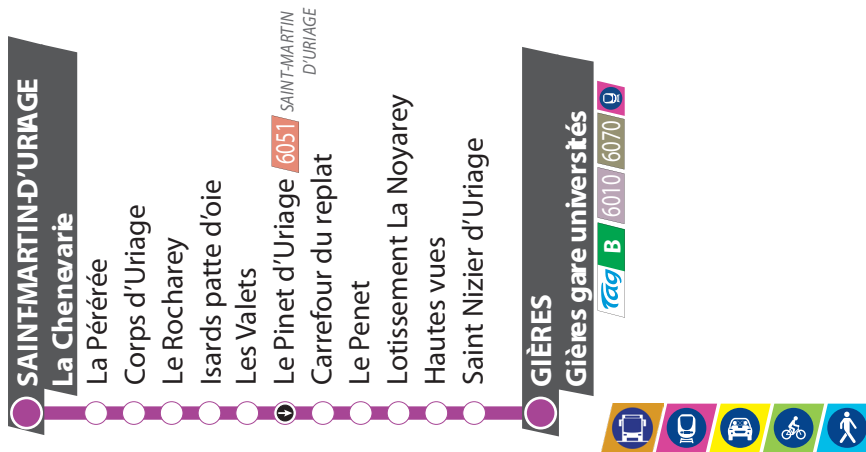 SAINT-MARTIN-D'URIAGE
La Chenevarie
La Pérérée
Corps d'Uriage
Le Rocharey
Isards patte d'oie
Les Valets
Le Pinet d'Uriage 6051 SAINT-MARTIN
D'URIAGE
Carrefour du replat
Le Penet
Lotissement La Noyarey
Hautes vues
Saint Nizier d'Uriage
GIÈRES
Gières gare universités
Tag B 6010 6070